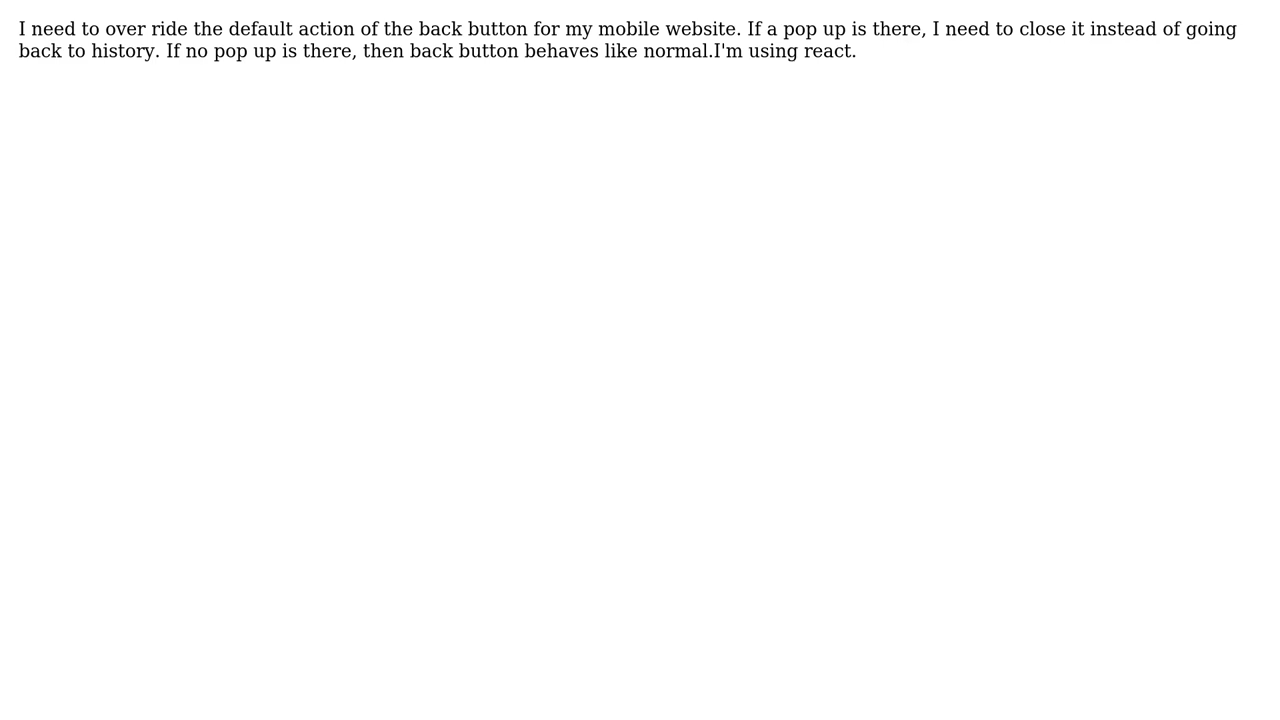 I need to over ride the default action of the back button for my mobile website. If a pop up is there, I need to close it instead of going
back to history. If no pop up is there, then back button behaves like normal.I'm using react.